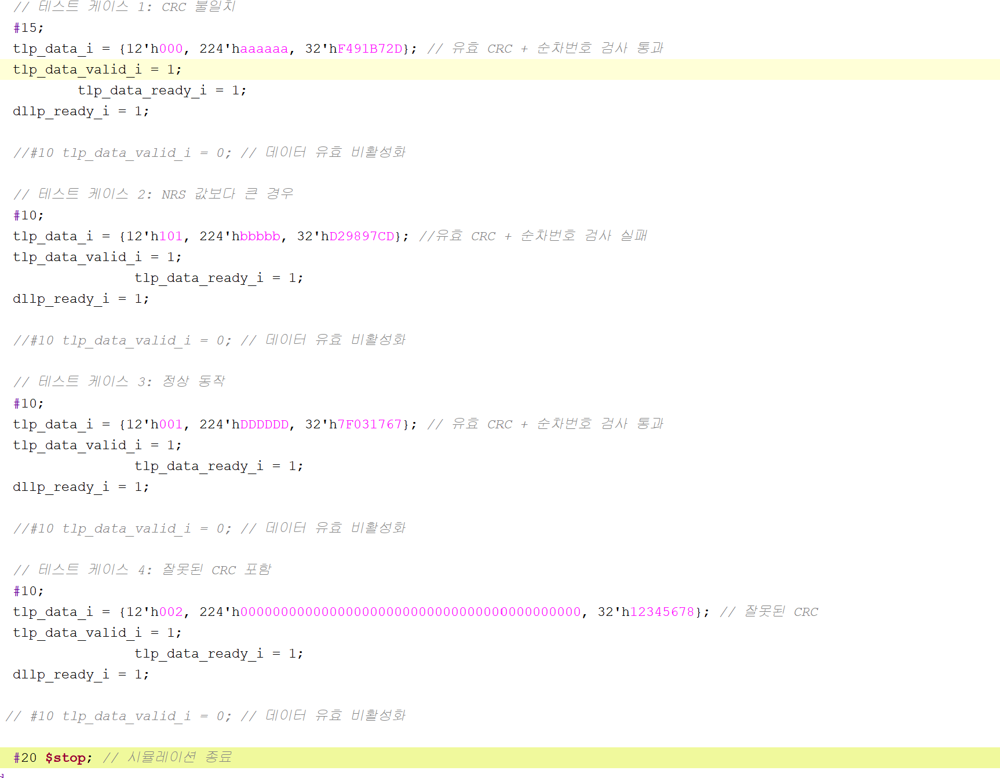 // 테스트 케이스 1: CRC 불일치
#15;
tlp_data_i = {12'h000, 224'haaaaaa, 32'hF491B72D}; // 유효 CRC + 순차번호 검사 통과
tlp_data_valid_i = 1;
tlp_data_ready_i = 1;
dllp_ready_i = 1;
//#10 tlp_data_valid_i = 0; // 데이터 유효 비활성화
// 테스트 케이스 2: NRS 값보다 큰 경우
#10;
tlp_data_i = {12'h101, 224'hbbbbb, 32'hD29897CD}; //유효 CRC + 순차번호 검사 실패
tlp_data_valid_i = 1;
tlp_data_ready_i = 1;
dllp_ready_i = 1;
//#10 tlp_data_valid_i = 0; // 데이터 유효 비활성화
// 테스트 케이스 3: 정상 동작
#10;
tlp_data_i = {12'h001, 224'hDDDDDD, 32'h7F031767}; // 유효 CRC + 순차번호 검사 통과
tlp_data_valid_i = 1;
tlp_data_ready_i = 1;
dllp_ready_i = 1;
//#10 tlp_data_valid_i = 0; // 데이터 유효 비활성화
// 테스트 케이스 4: 잘못된 CRC 포함
#10;
tlp_data_i = {12'h002, 224'h000000000000000000000000000000000000000000, 32'h12345678}; // 잘못된 CRC
tlp_data_valid_i = 1;
tlp_data_ready_i = 1;
dllp_ready_i = 1;
// #10 tlp_data_valid_i = 0; // 데이터 유효 비활성화
#20 $stop; // 시뮬레이션 종료